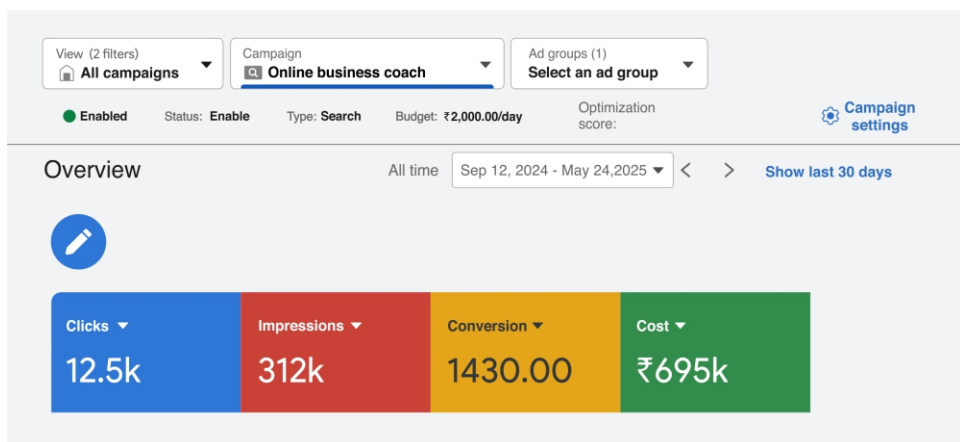 View (2 filters)
All campaigns
Campaign
Online business coach
Ad groups (1)
Select an ad group
Enabled
Status: Enable
Type: Search
Budget: ₹2,000.00/day
Optimization
score:
Campaign
settings
Overview
All time
Sep 12, 2024 - May 24,2025
Show last 30 days
Clicks
12.5k
Impressions
312k
Conversion
1430.00
Cost
₹695k